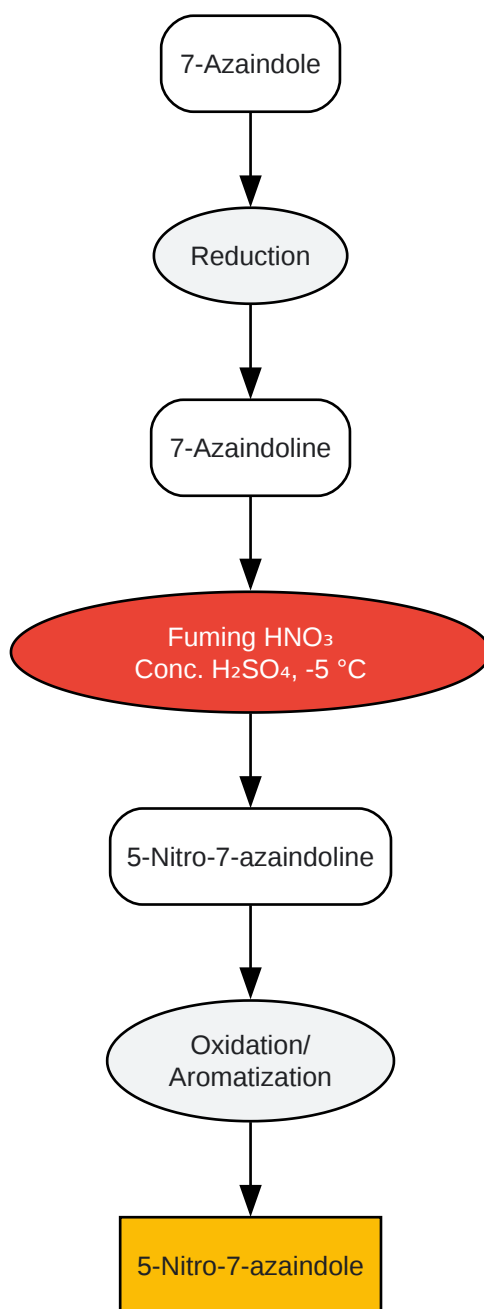 7-Azaindole
Reduction
7-Azaindoline
Fuming HNO₃
Conc. H₂SO₄, -5 °C
5-Nitro-7-azaindoline
Oxidation/
Aromatization
5-Nitro-7-azaindole